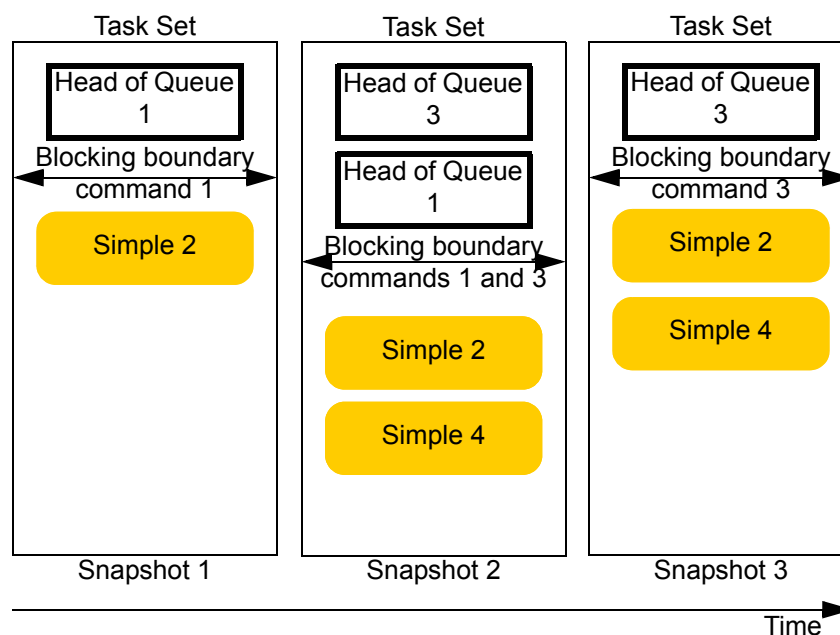 Task Set
Head of Queue
1
Blocking boundary
command 1
Simple 2
Snapshot 1
Task Set
Head of Queue
3
Head of Queue
1
Blocking boundary
commands 1 and 3
Simple 2
Simple 4
Snapshot 2
Task Set
Head of Queue
3
Blocking boundary
command 3
Simple 2
Simple 4
Snapshot 3
Time